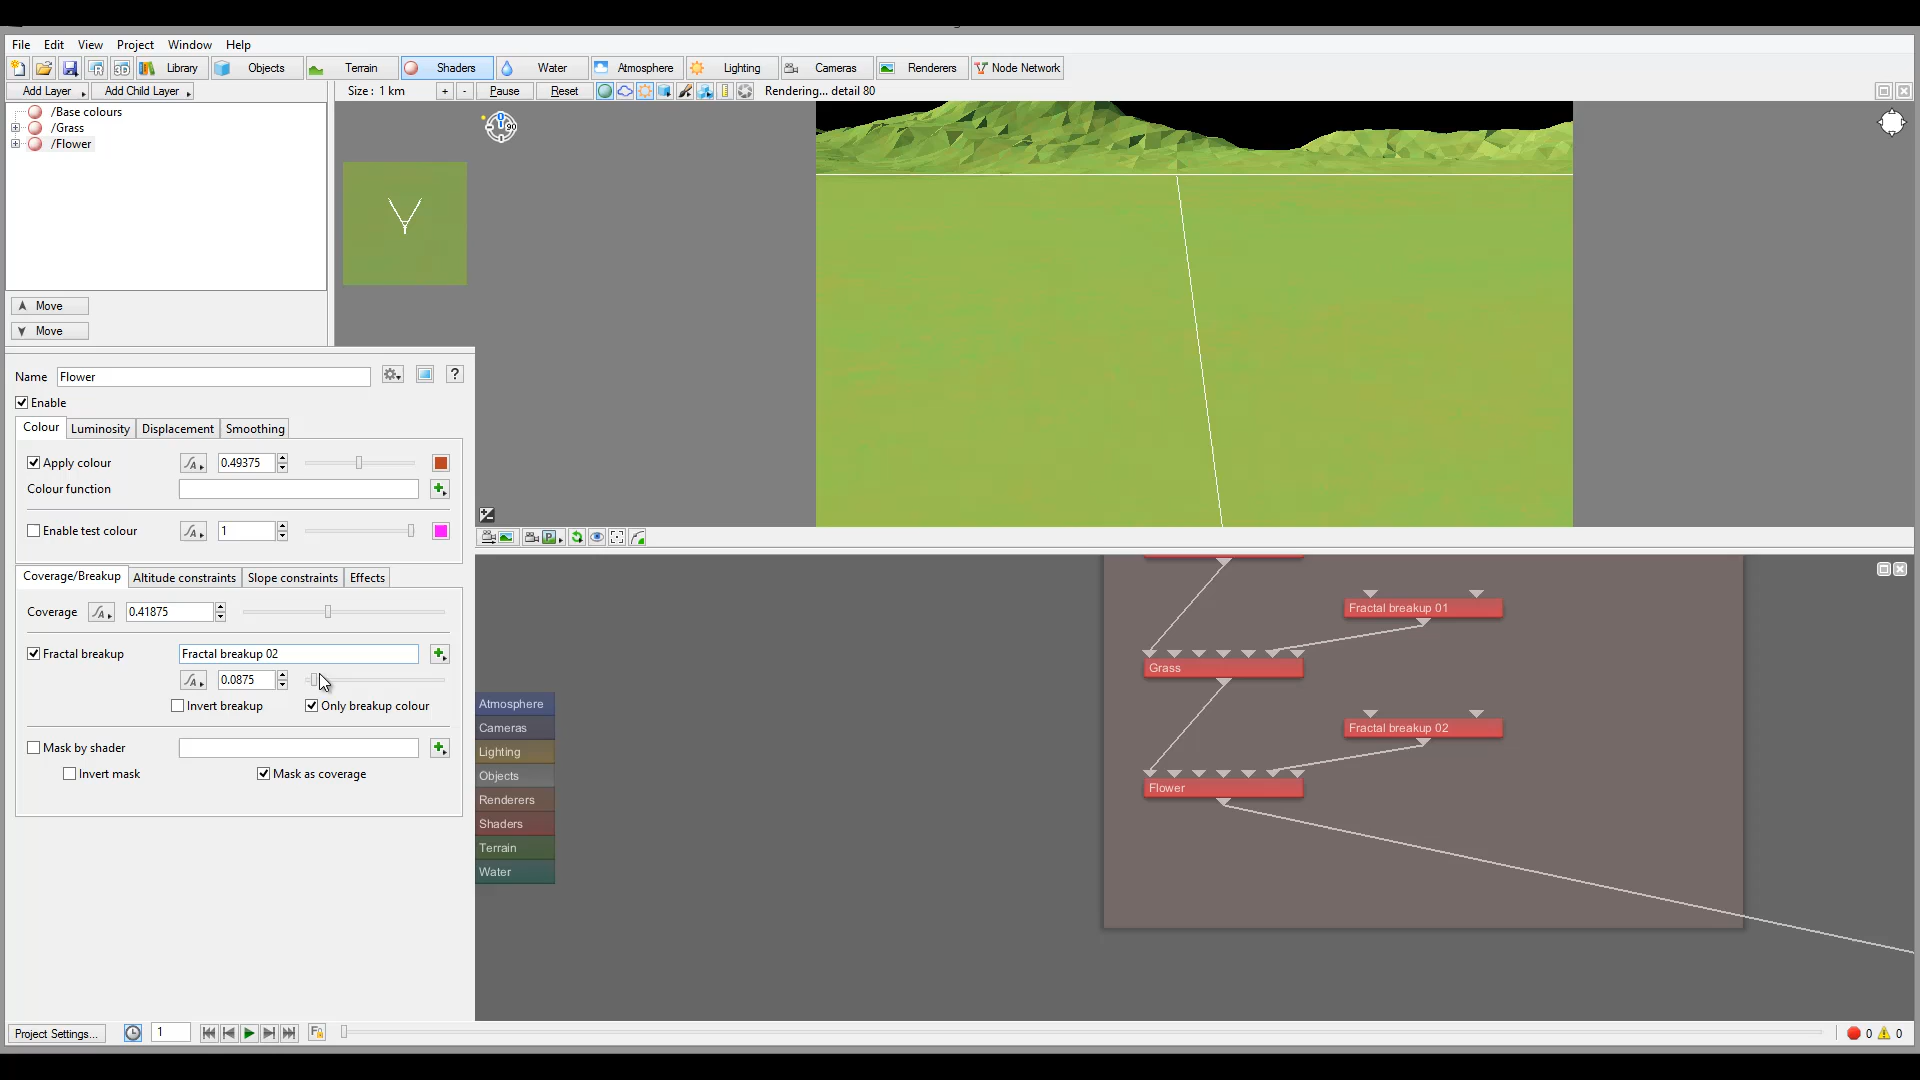 File Edit View Project Window Help
Library Objects Terrain Shaders Water Atmosphere Lighting Cameras Renderers Node Network
Add Layer Add Child Layer Size : 1 km + - Pause Reset Rendering... detail 80
/Base colours
/Grass
/Flower
90
Move
Move
Name Flower ?
Enable
Colour Luminosity Displacement Smoothing
Apply colour 0.49375
Colour function
Enable test colour 1
Coverage/Breakup Altitude constraints Slope constraints Effects
Coverage 0.41875
Fractal breakup Fractal breakup 02
0.0875
Invert breakup Only breakup colour
Mask by shader
Invert mask Mask as coverage
Fractal breakup 01
Grass
Fractal breakup 02
Flower
Atmosphere
Cameras
Lighting
Objects
Renderers
Shaders
Terrain
Water
Project Settings... 1 0 0